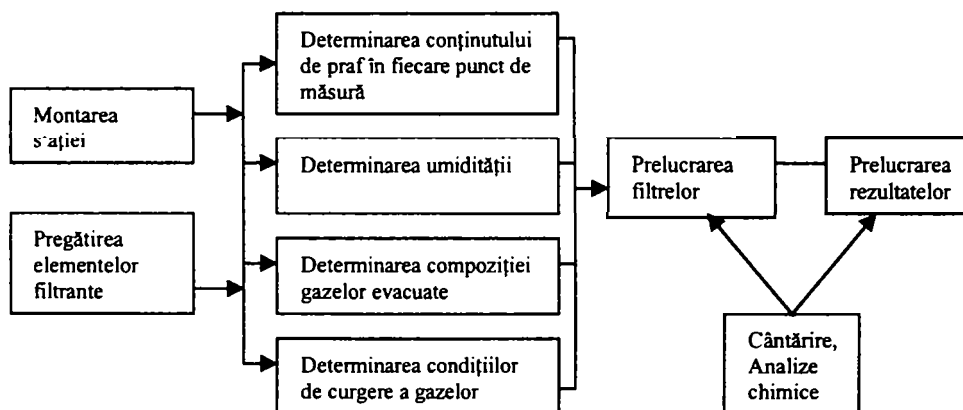 Montarea
stației
Pregătirea
elementelor
filtrante
Determinarea conținutului
de praf în fiecare punct de
măsură
Determinarea umidității
Determinarea compoziției
gazelor evacuate
Determinarea condițiilor
de curgere a gazelor
Prelucrarea
filtrelor
Prelucrarea
rezultatelor
Cântărire,
Analize
chimice